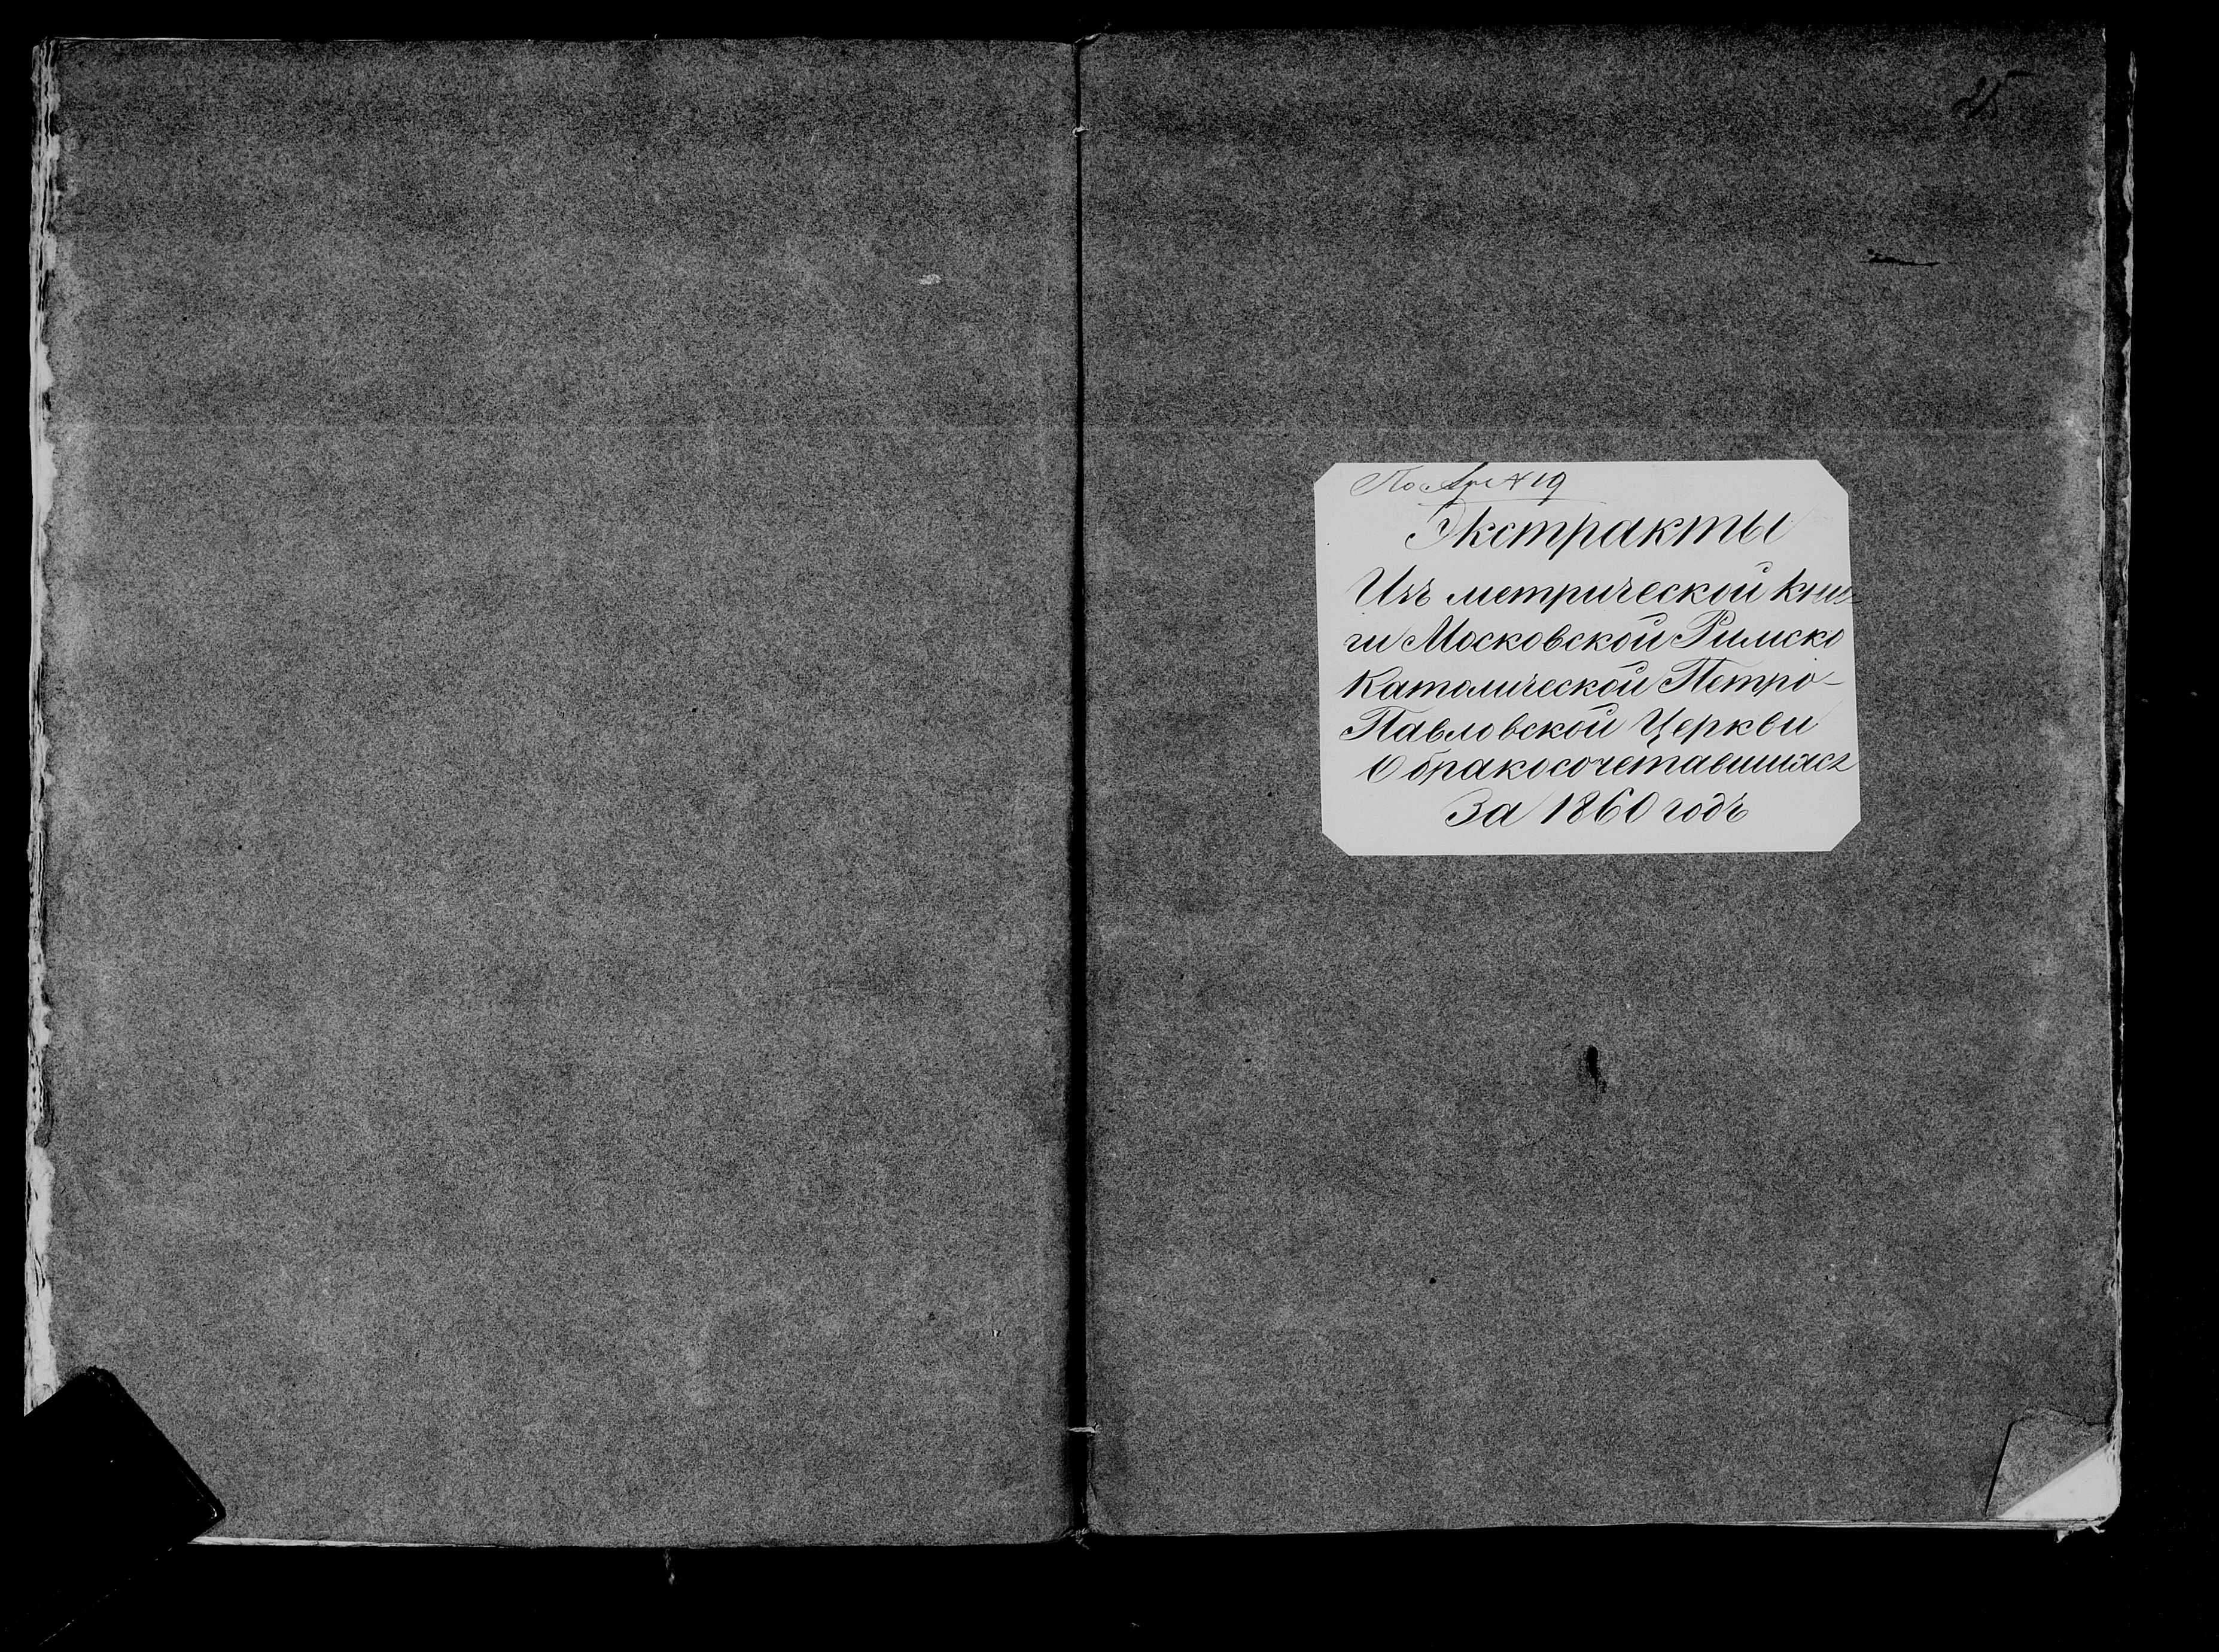 25
По Арх № 19
Экстракты
Изъ метрической кни-
ги Московской Римско
Католической Петро-
Павловской Церкви
О бракосочетавшихся
За 1860 годъ